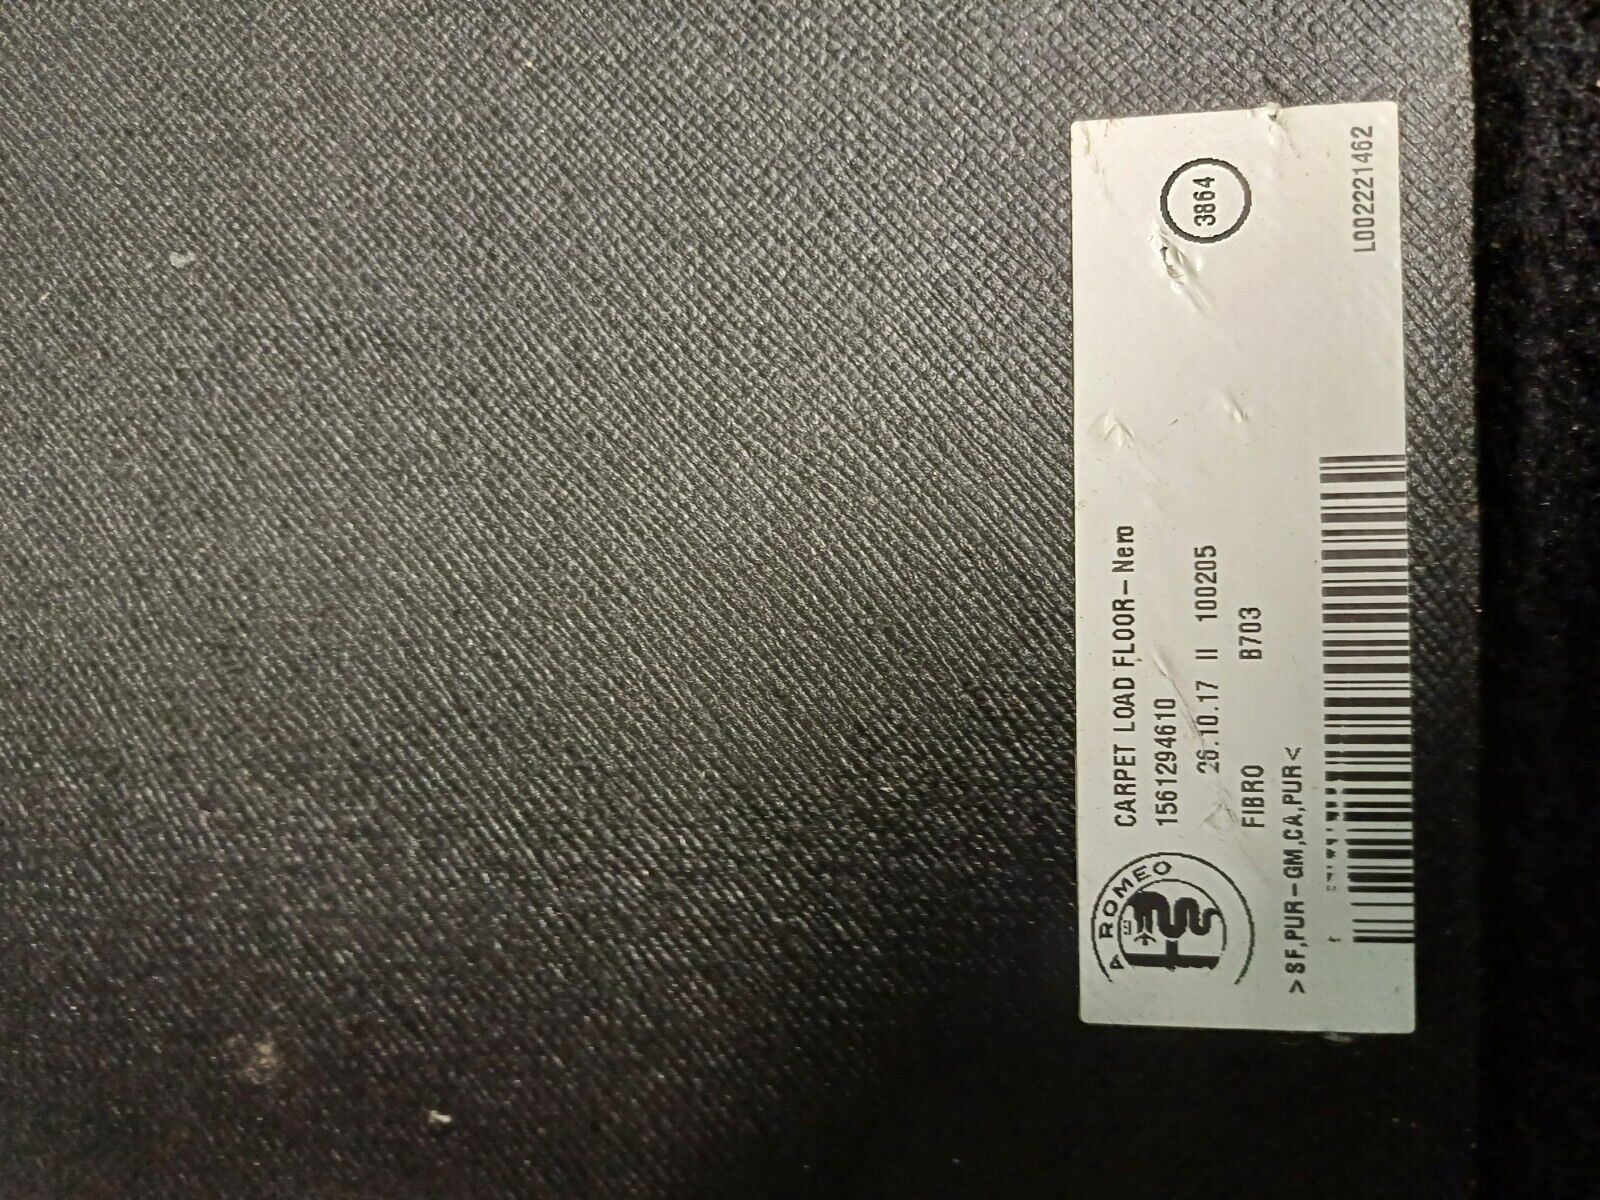 A ROMEO
CARPET LOAD FLOOR-Nero
3864
1561294610
26.10.17 II 100205
FIBRO B703
>SF,PUR-GM,CA,PUR<
L002221462